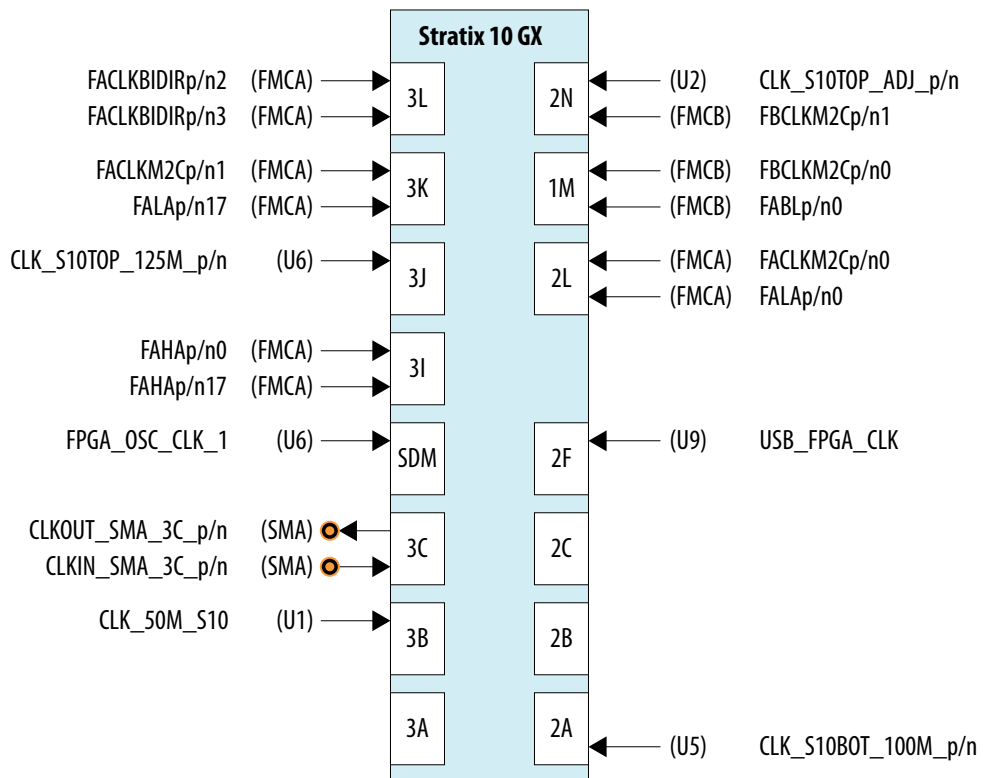 Stratix 10 GX
FACLKBIDIRp/n2 (FMCA) 3L 2N (U2) CLK_S10TOP_ADJ_p/n
FACLKBIDIRp/n3 (FMCA) (FMCB) FBCLKM2Cp/n1
FACLKM2Cp/n1 (FMCA) 3K 1M (FMCB) FBCLKM2Cp/n0
FALAp/n17 (FMCA) (FMCB) FABLp/n0
CLK_S10TOP_125M_p/n (U6) 3J 2L (FMCA) FACLKM2Cp/n0
(FMCA) FALAp/n0
FAHAp/n0 (FMCA) 3I
FAHAp/n17 (FMCA)
FPGA_OSC_CLK_1 (U6) SDM 2F (U9) USB_FPGA_CLK
CLKOUT_SMA_3C_p/n (SMA) 3C 2C
CLKIN_SMA_3C_p/n (SMA)
CLK_50M_S10 (U1) 3B 2B
3A 2A (U5) CLK_S10BOT_100M_p/n